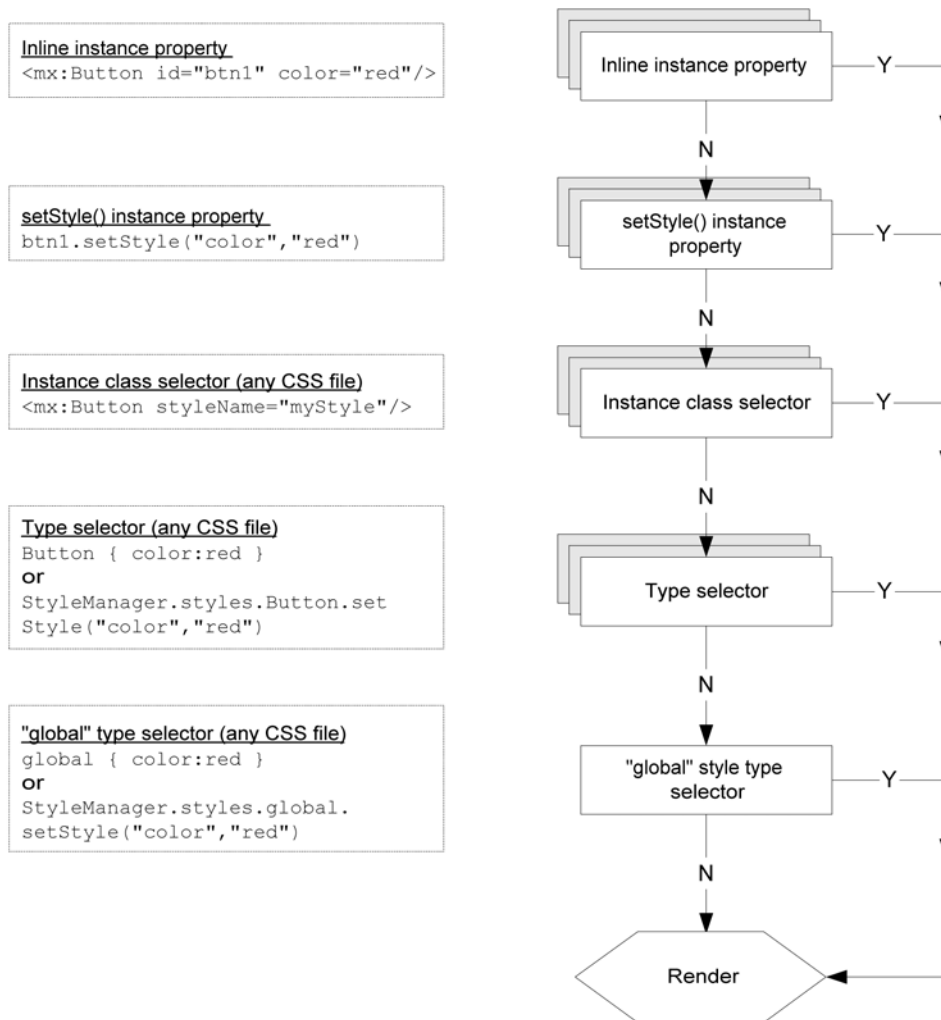 Inline instance property
<mx:Button id="btn1" color="red"/>
setStyle() instance property
btn1.setStyle("color","red")
Instance class selector (any CSS file)
<mx:Button styleName="myStyle"/>
Type selector (any CSS file)
Button { color:red }
or
StyleManager.styles.Button.set
Style("color","red")
"global" type selector (any CSS file)
global { color:red }
or
StyleManager.styles.global.
setStyle("color","red")
Inline instance property
Y
N
setStyle() instance
property
Y
N
Instance class selector
Y
N
Type selector
Y
N
"global" style type
selector
Y
N
Render